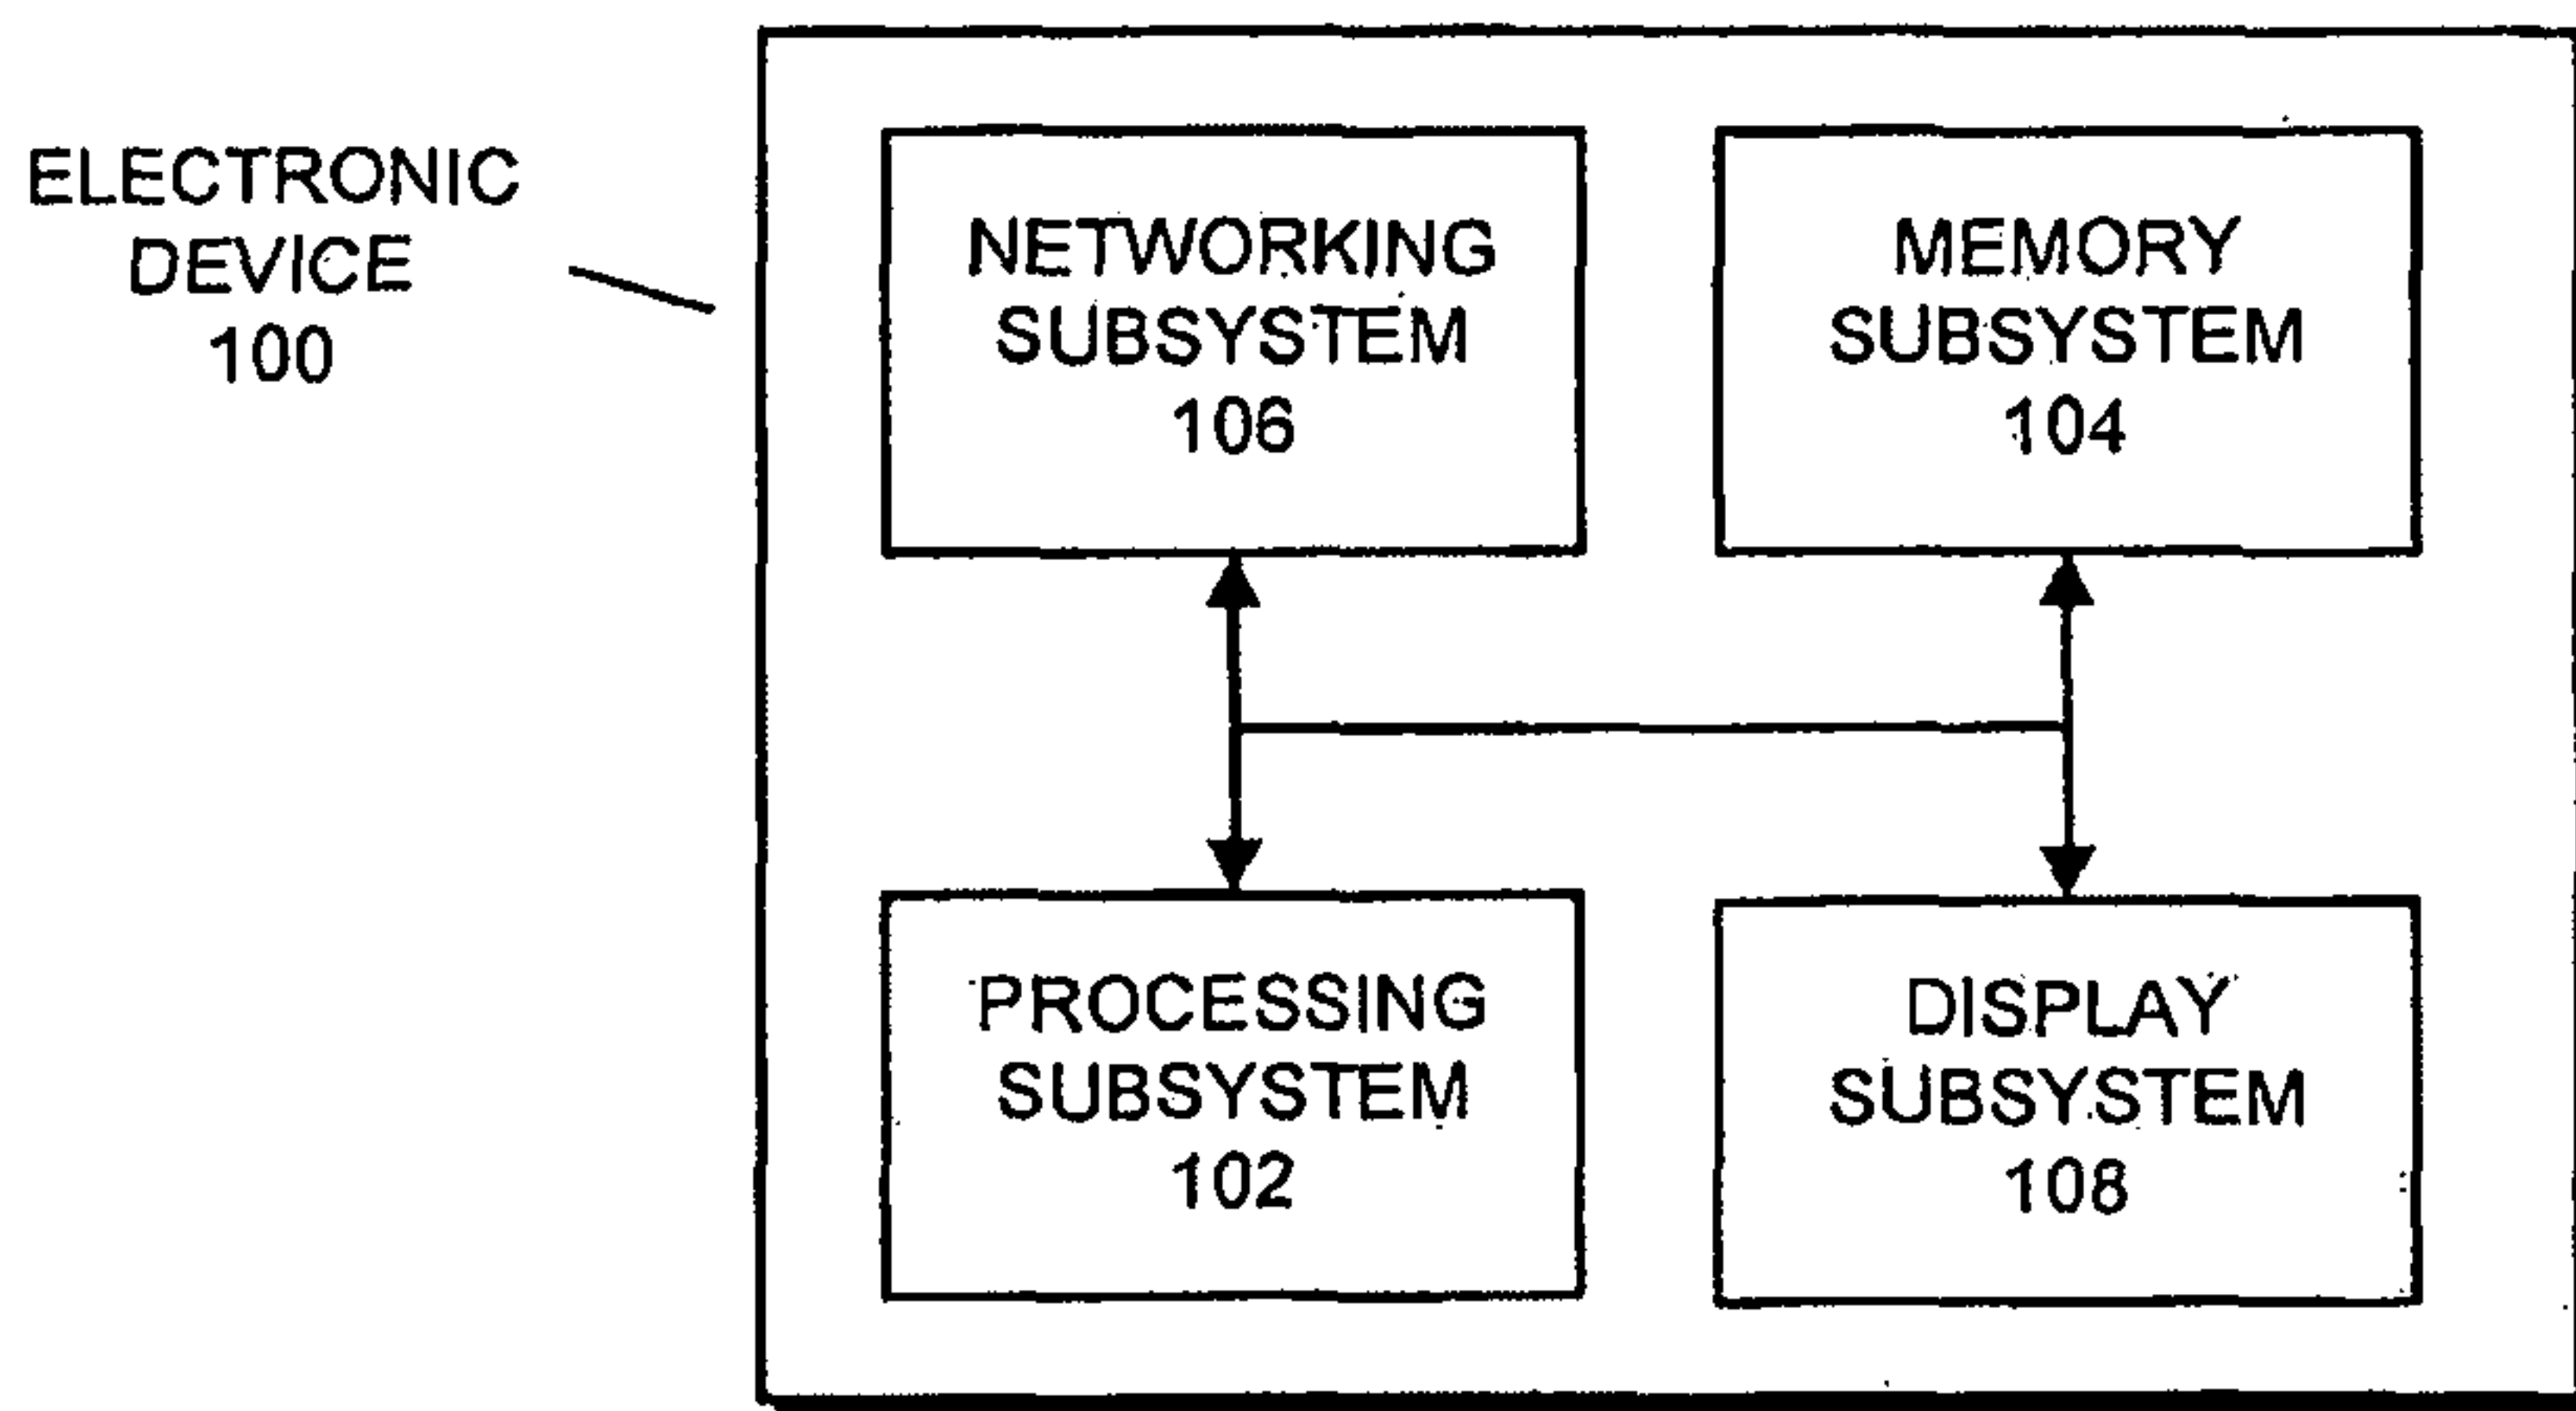 ELECTRONIC
DEVICE
100
NETWORKING
SUBSYSTEM
106
MEMORY
SUBSYSTEM
104
PROCESSING
SUBSYSTEM
102
DISPLAY
SUBSYSTEM
108